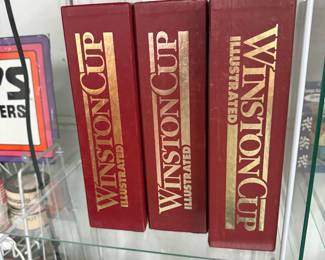 PS
ERS
WINSTON CUP
ILLUSTRATED
WINSTON CUP
ILLUSTRATED
WINSTON CUP
ILLUSTRATED